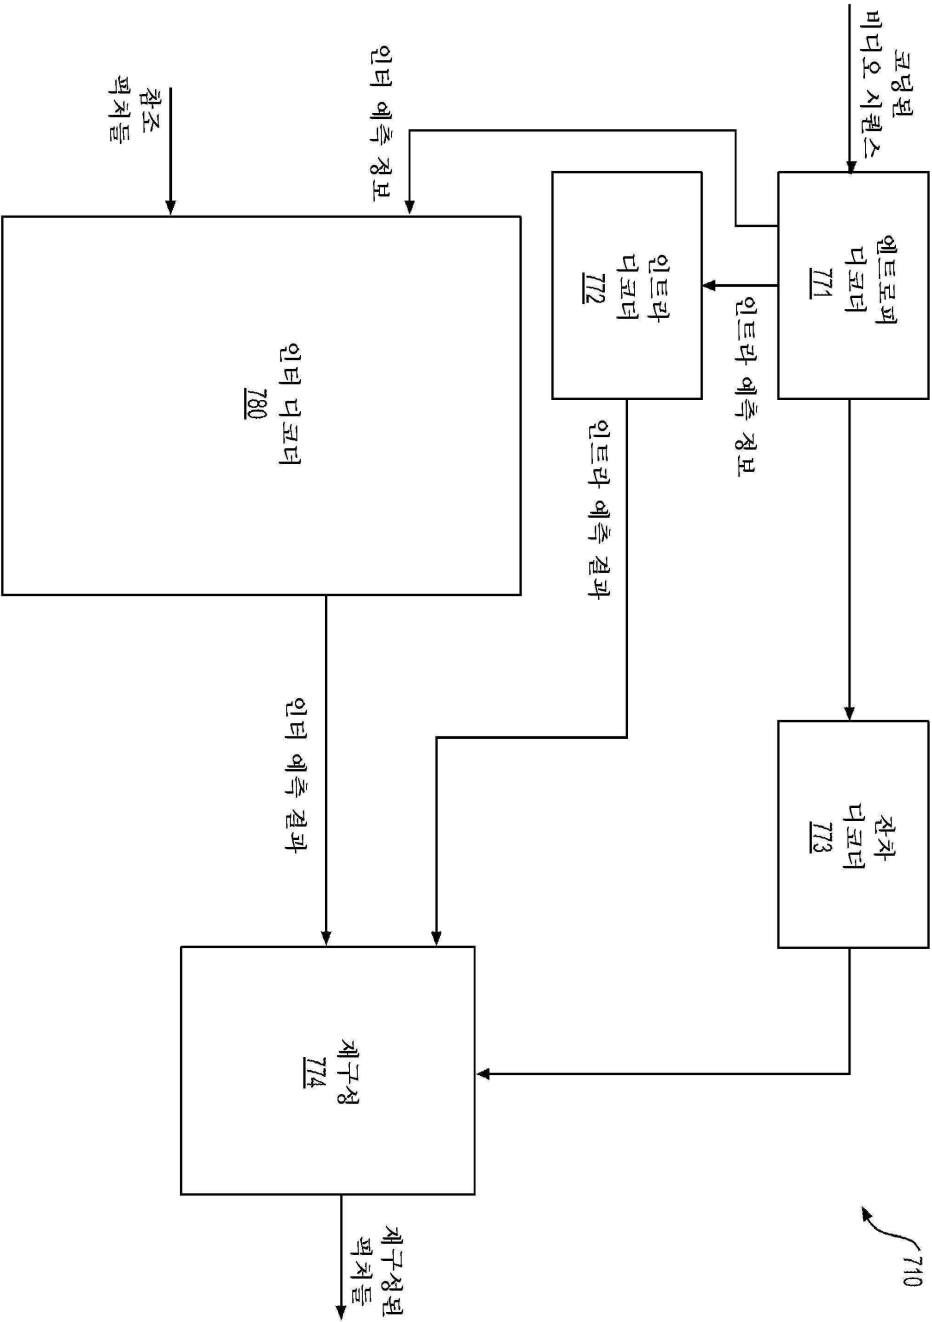 710
코딩된
비디오 시퀀스
엔트로피
디코더
771
잔차
디코더
773
인트라 예측 정보
인트라
디코더
772
인트라 예측 결과
인터 예측 정보
참조
픽처들
인터 디코더
780
인터 예측 결과
재구성
774
재구성된
픽처들